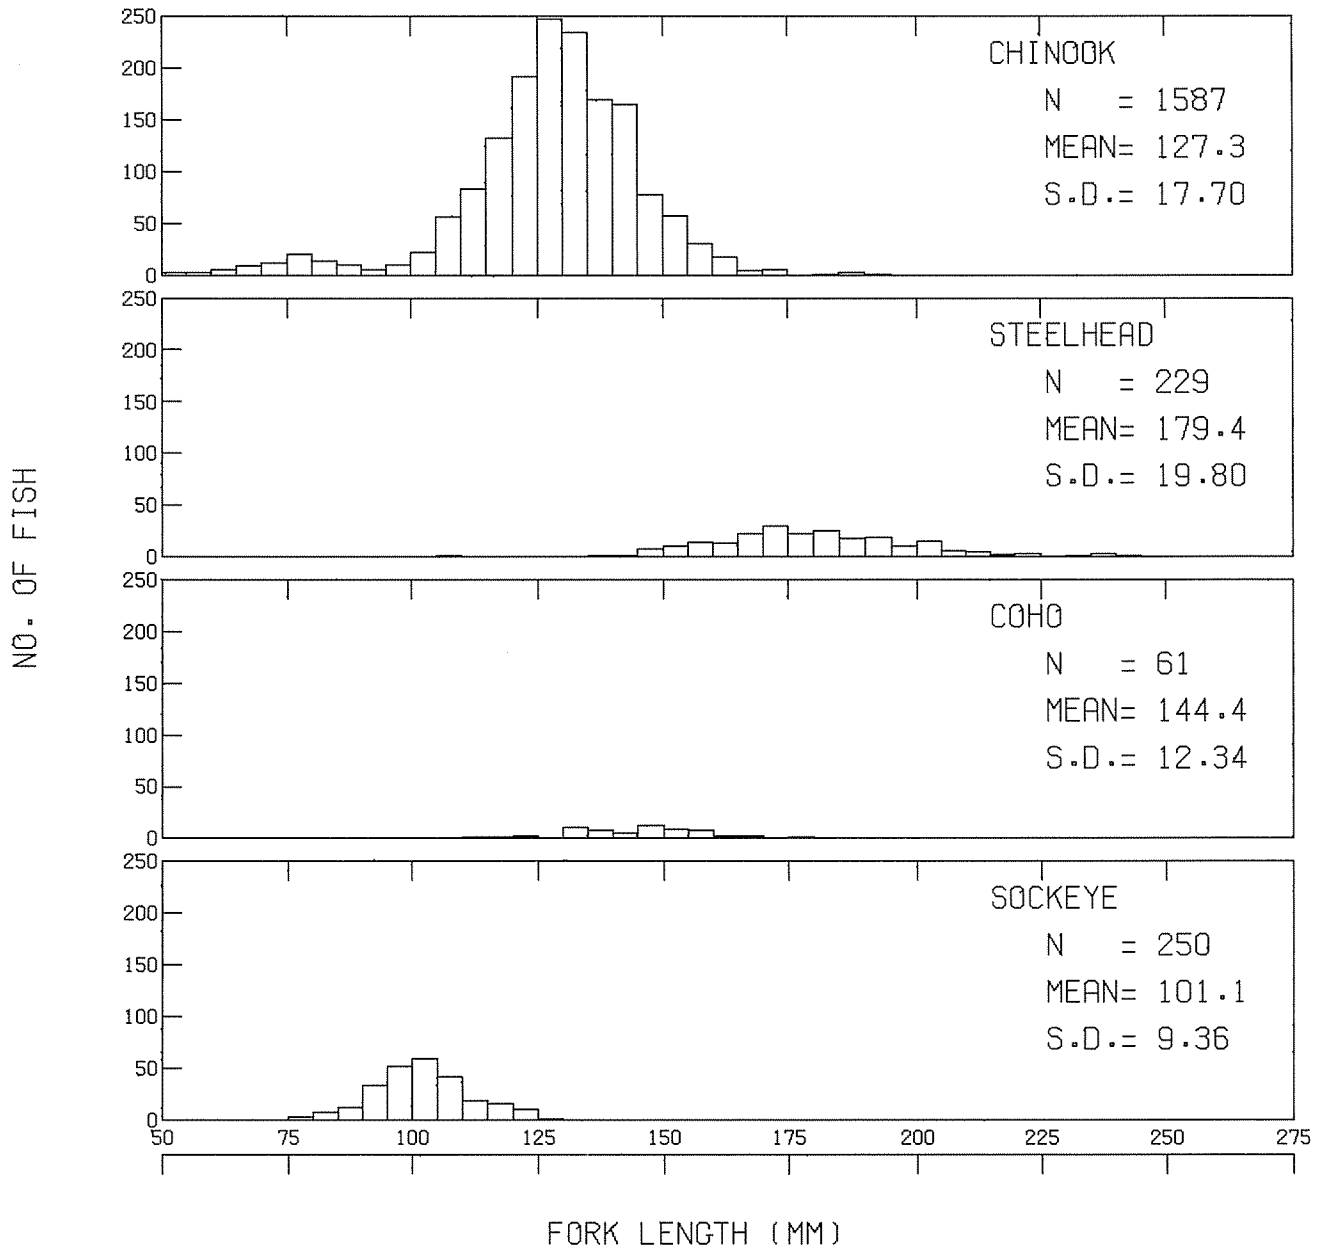 NO. OF FISH
250
200
150
100
50
0
CHINOOK
N = 1587
MEAN= 127.3
S.D.= 17.70
250
200
150
100
50
0
STEELHEAD
N = 229
MEAN= 179.4
S.D.= 19.80
250
200
150
100
50
0
COHO
N = 61
MEAN= 144.4
S.D.= 12.34
250
200
150
100
50
0
SOCKEYE
N = 250
MEAN= 101.1
S.D.= 9.36
50 75 100 125 150 175 200 225 250 275
FORK LENGTH (MM)